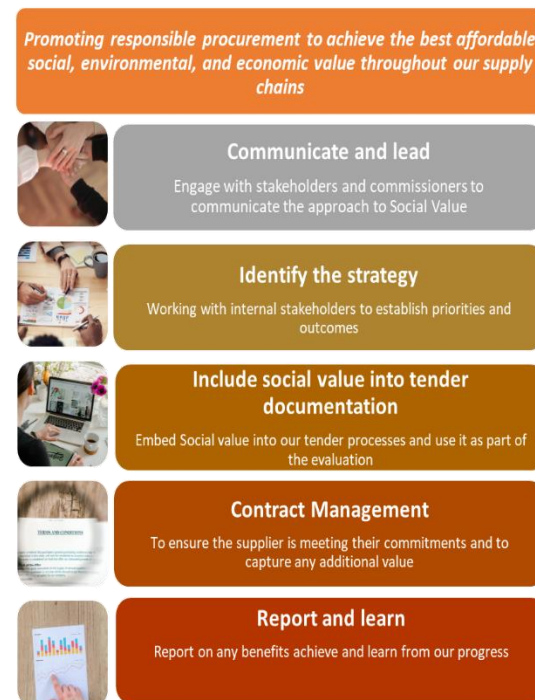 Promoting responsible procurement to achieve the best affordable
social, environmental, and economic value throughout our supply
chains
Communicate and lead
Engage with stakeholders and commissioners to
communicate the approach to Social Value
Identify the strategy
Working with internal stakeholders to establish priorities and
outcomes
Include social value into tender
documentation
Embed Social value into our tender processes and use it as part of
the evaluation
TERMS AND CONDITIONS
Contract Management
To ensure the supplier is meeting their commitments and to
capture any additional value
Report and learn
Report on any benefits achieve and learn from our progress